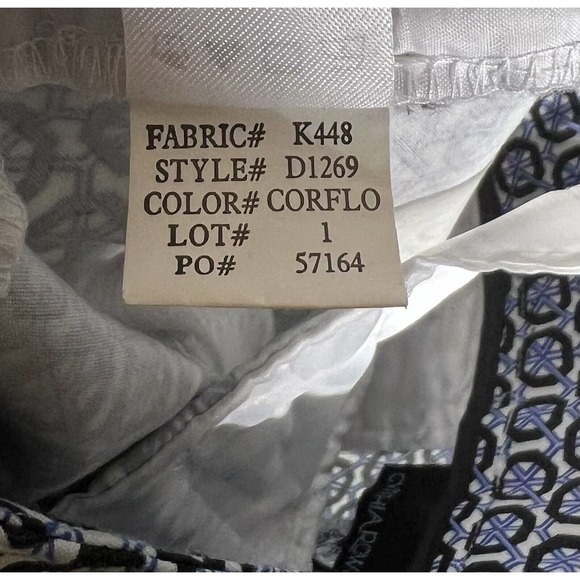 FABRIC# K448
STYLE# D1269
COLOR# CORFLO
LOT# 1
PO# 57164